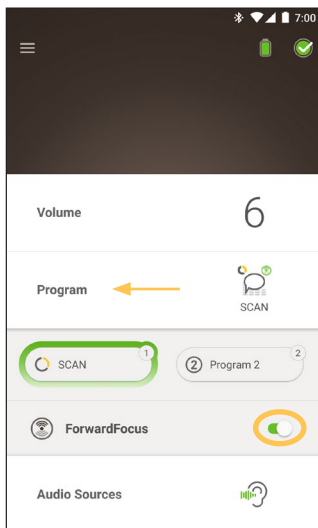 7:00
Volume 6
Program
SCAN
SCAN 1
2 Program 2 2
ForwardFocus
Audio Sources